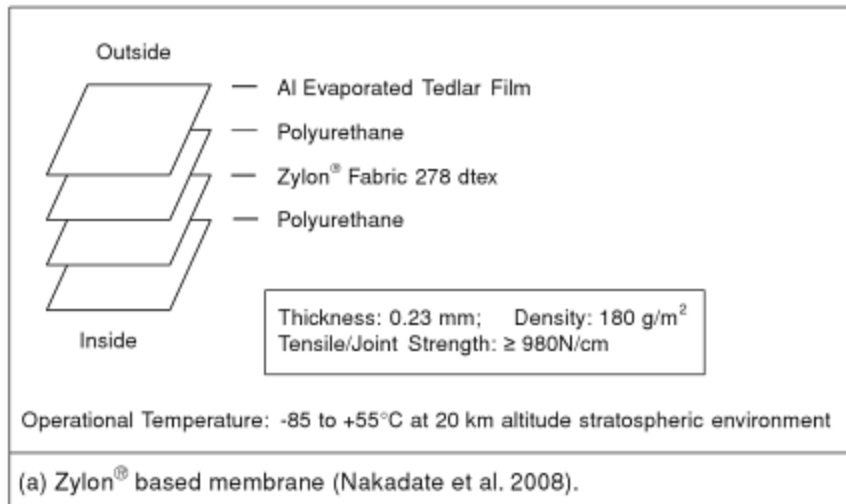 Outside
Al Evaporated Tedlar Film
Polyurethane
Zylon® Fabric 278 dtex
Polyurethane
Inside
Thickness: 0.23 mm; Density: 180 g/m²
Tensile/Joint Strength: ≥ 980N/cm
Operational Temperature: -85 to +55°C at 20 km altitude stratospheric environment
(a) Zylon® based membrane (Nakadate et al. 2008).